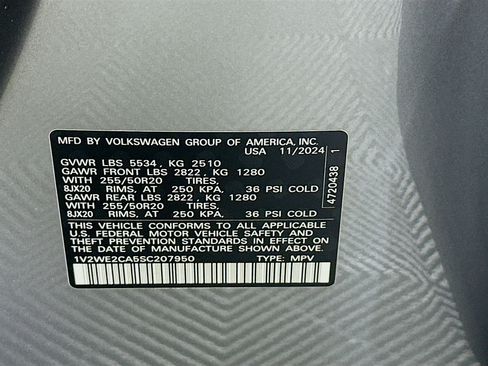 MFD BY VOLKSWAGEN GROUP OF AMERICA, INC.
USA 11/2024
GVWR LBS 5534, KG 2510
GAWR FRONT LBS 2822, KG 1280
WITH 255/50R20 TIRES,
8JX20 RIMS, AT 250 KPA, 36 PSI COLD
GAWR REAR LBS 2822, KG 1280
WITH 255/50R20 TIRES,
8JX20 RIMS, AT 250 KPA, 36 PSI COLD
THIS VEHICLE CONFORMS TO ALL APPLICABLE
U.S. FEDERAL MOTOR VEHICLE SAFETY AND
THEFT PREVENTION STANDARDS IN EFFECT ON
THE DATE OF MANUFACTURE SHOWN ABOVE.
1V2WE2CA5SC207950 TYPE: MPV
4720438 1